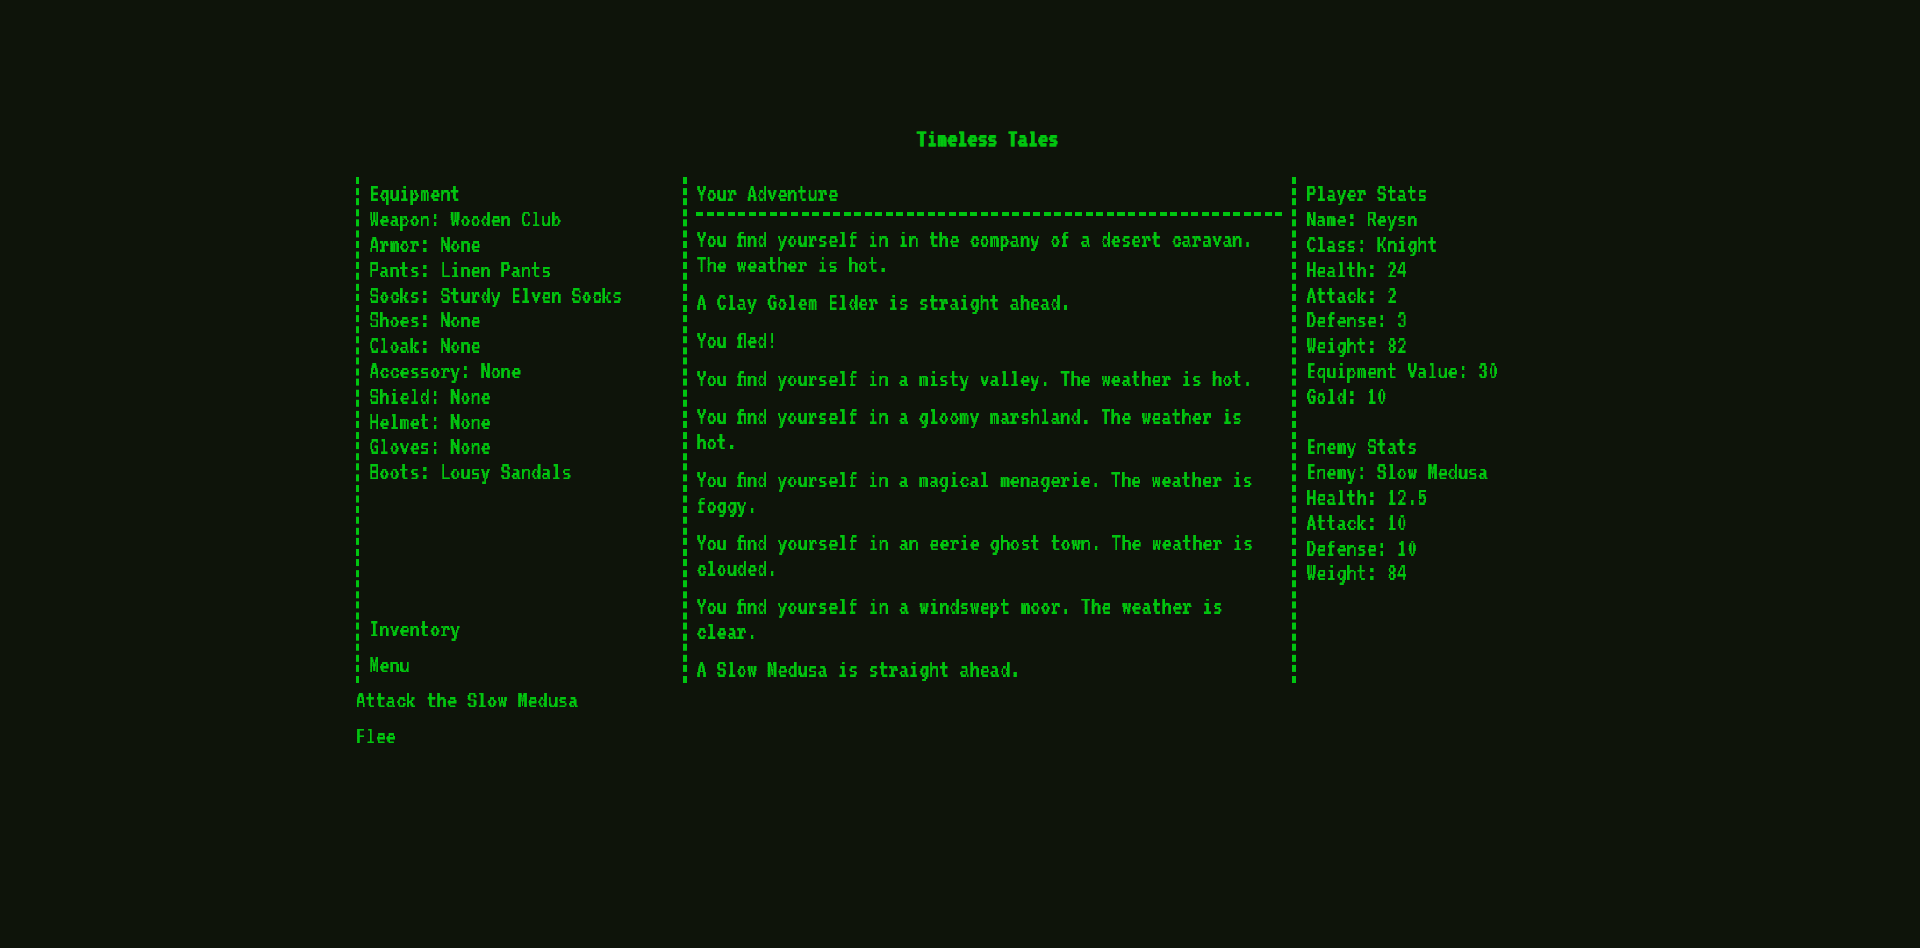 Timeless Tales
Equipment
Weapon: Wooden Club
Armor: None
Pants: Linen Pants
Socks: Sturdy Elven Socks
Shoes: None
Cloak: None
Accessory: None
Shield: None
Helmet: None
Gloves: None
Boots: Lousy Sandals
Inventory
Menu
Your Adventure
You find yourself in in the company of a desert caravan.
The weather is hot.
A Clay Golem Elder is straight ahead.
You fled!
You find yourself in a misty valley. The weather is hot.
You find yourself in a gloomy marshland. The weather is
hot.
You find yourself in a magical menagerie. The weather is
foggy.
You find yourself in an eerie ghost town. The weather is
clouded.
You find yourself in a windswept moor. The weather is
clear.
A Slow Medusa is straight ahead.
Player Stats
Name: Reysn
Class: Knight
Health: 24
Attack: 2
Defense: 3
Weight: 82
Equipment Value: 30
Gold: 10
Enemy Stats
Enemy: Slow Medusa
Health: 12.5
Attack: 10
Defense: 10
Weight: 84
Attack the Slow Medusa
Flee